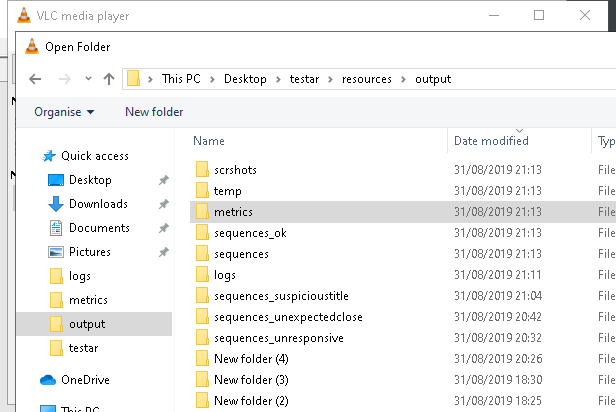 VLC media player
Open Folder
This PC > Desktop > testar > resources > output
Organise New folder
Name Date modified Typ
Quick access
Desktop
Downloads
Documents
Pictures
logs
metrics
output
testar
OneDrive
This PC
scrshots 31/08/2019 21:13 File
temp 31/08/2019 21:13 File
metrics 31/08/2019 21:13 File
sequences_ok 31/08/2019 21:13 File
sequences 31/08/2019 21:13 File
logs 31/08/2019 21:11 File
sequences_suspicioustitle 31/08/2019 21:04 File
sequences_unexpectedclose 31/08/2019 20:42 File
sequences_unresponsive 31/08/2019 20:32 File
New folder (4) 31/08/2019 20:26 File
New folder (3) 31/08/2019 18:30 File
New folder (2) 31/08/2019 18:25 File